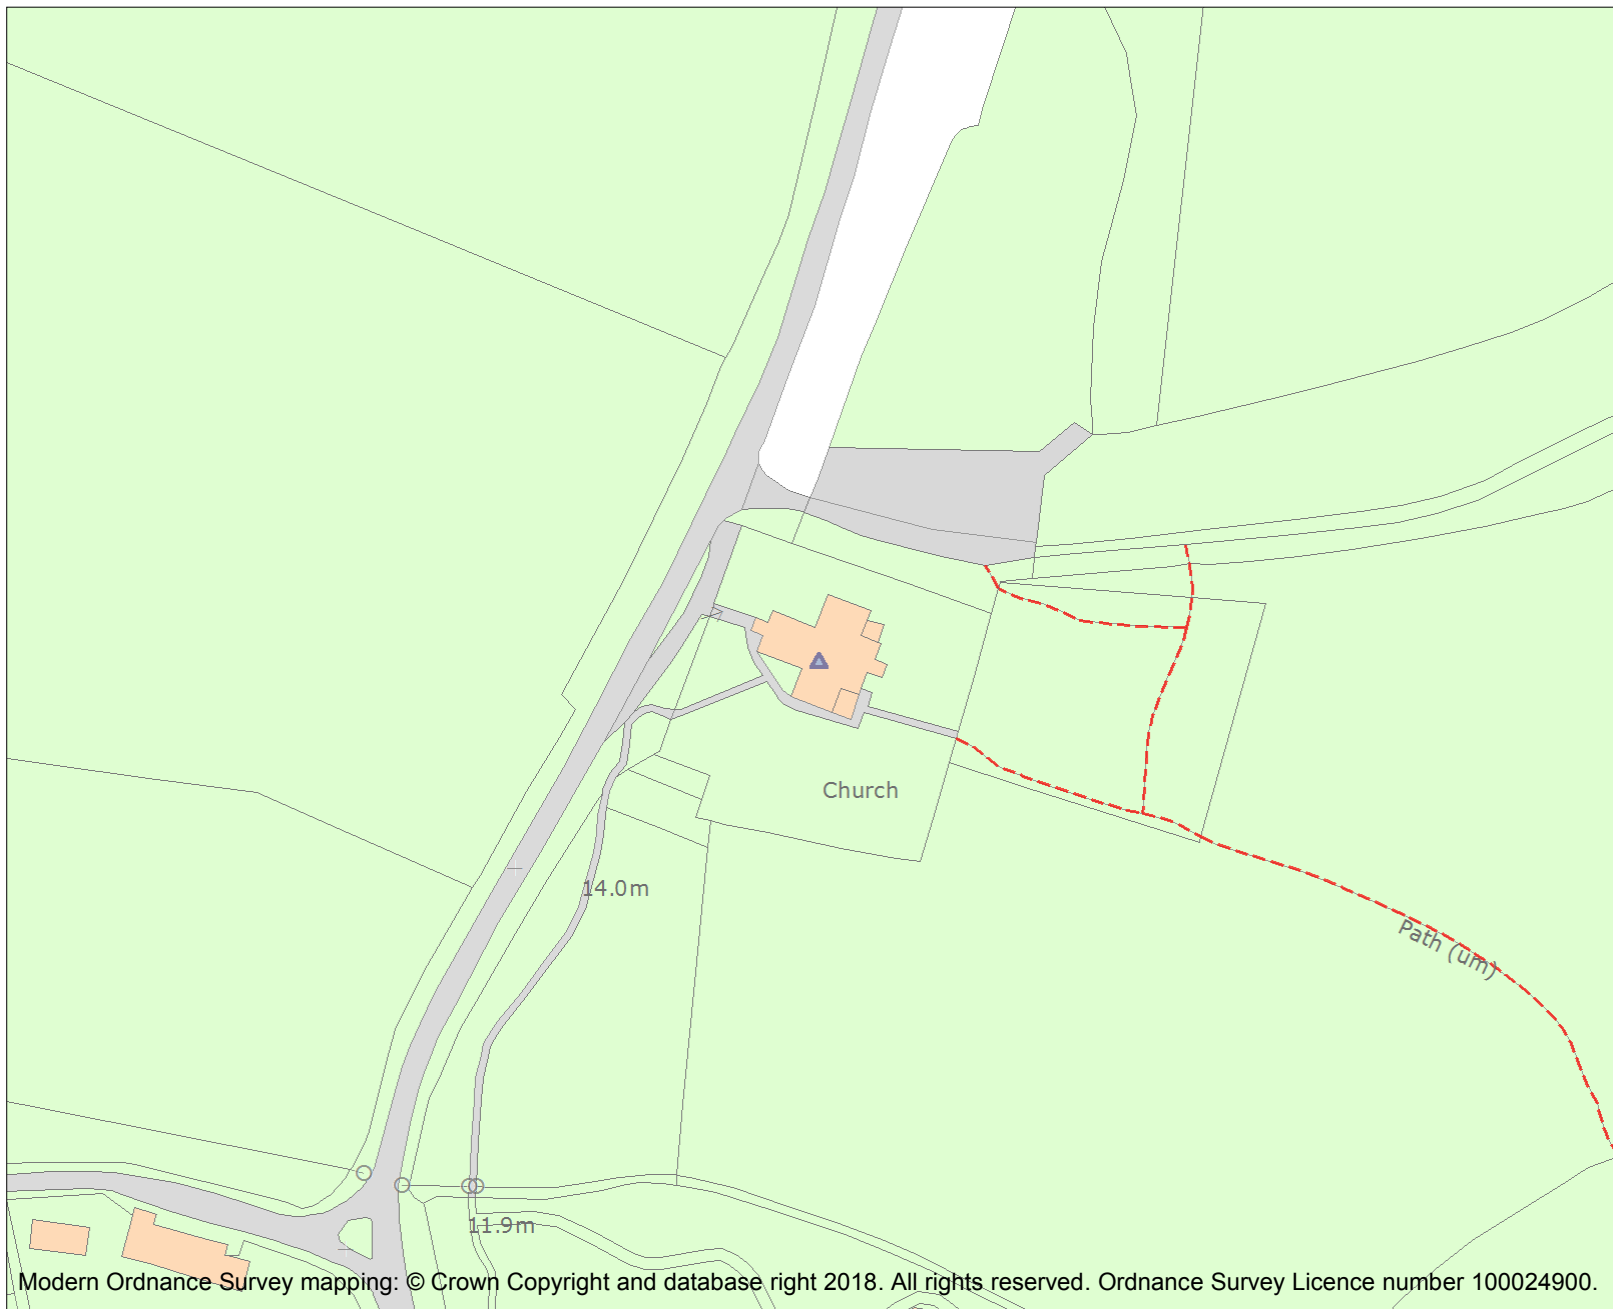 Church
14.0m
Path (um)
11.9m
Modern Ordnance Survey mapping: © Crown Copyright and database right 2018. All rights reserved. Ordnance Survey Licence number 100024900.